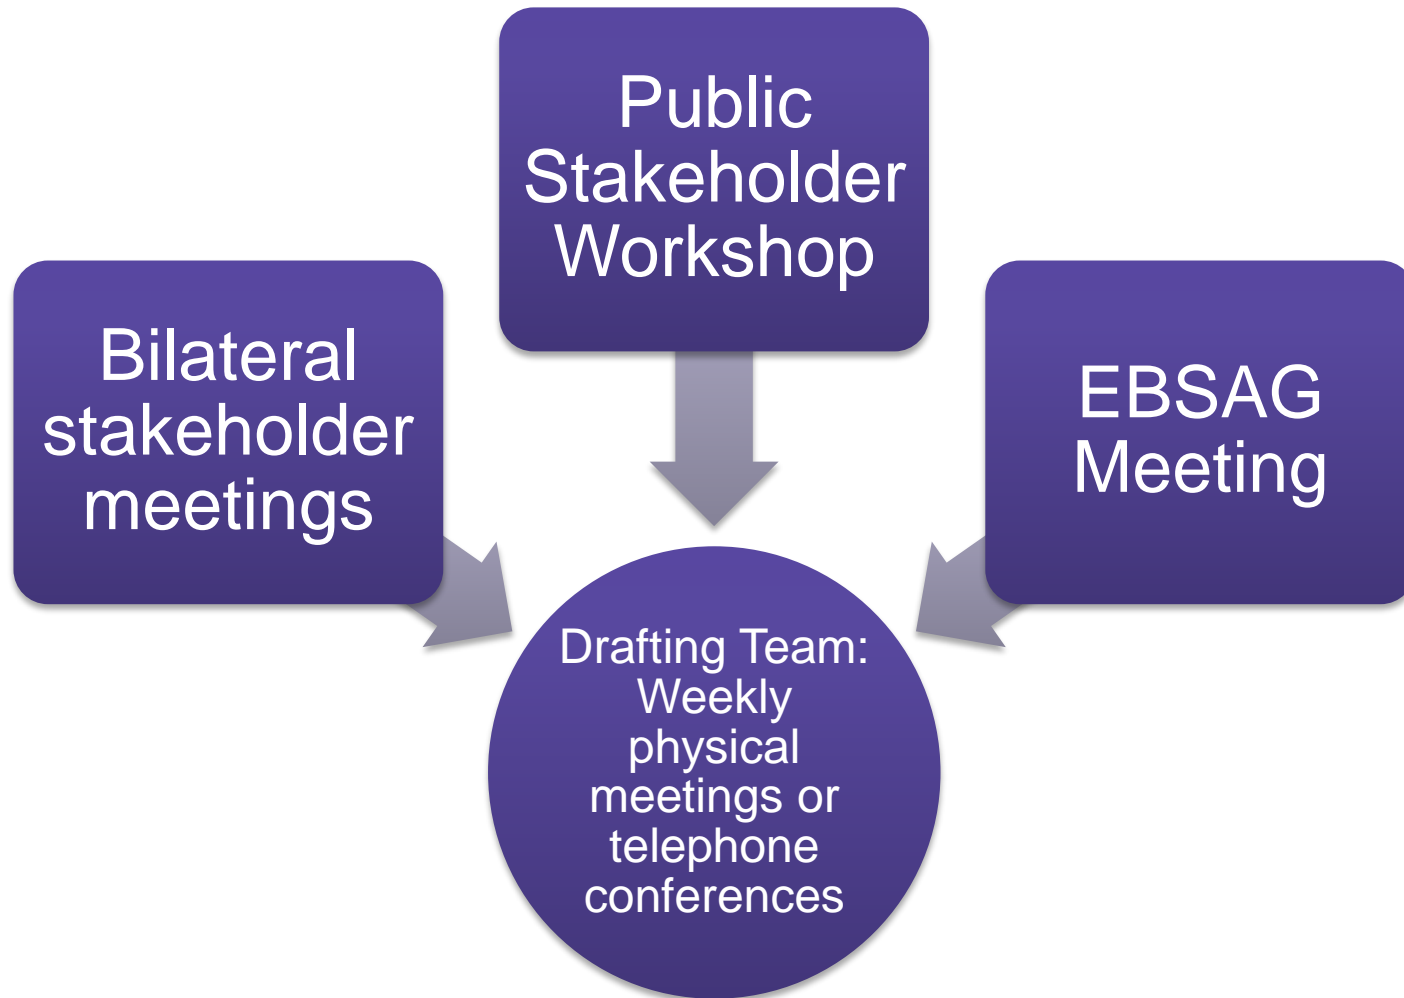 Public
Stakeholder
Workshop
Bilateral
stakeholder
meetings
EBSAG
Meeting
Drafting Team:
Weekly
physical
meetings or
telephone
conferences